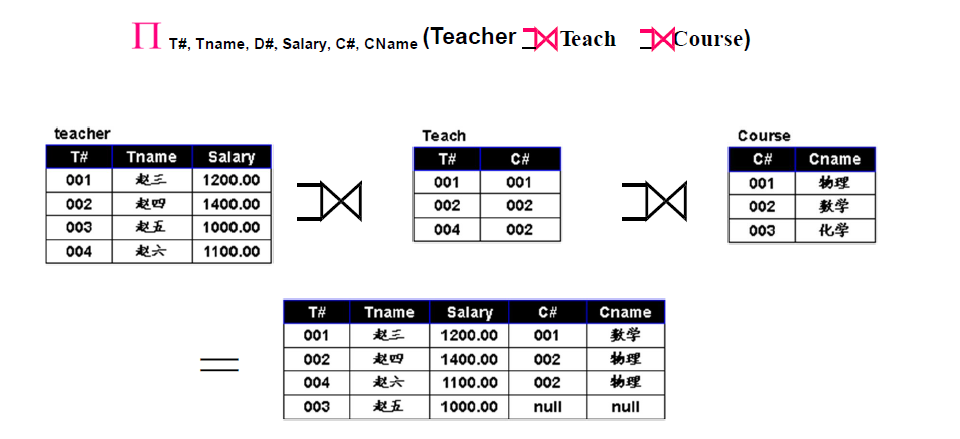 ∏ T#, Tname, D#, Salary, C#, CName (Teacher ⟕ Teach ⟕ Course)
teacher
T# Tname Salary
001 赵三 1200.00
002 赵四 1400.00
003 赵五 1000.00
004 赵六 1100.00
⟕
Teach
T# C#
001 001
002 002
004 002
⟕
Course
C# Cname
001 物理
002 数学
003 化学
=
T# Tname Salary C# Cname
001 赵三 1200.00 001 数学
002 赵四 1400.00 002 物理
004 赵六 1100.00 002 物理
003 赵五 1000.00 null null